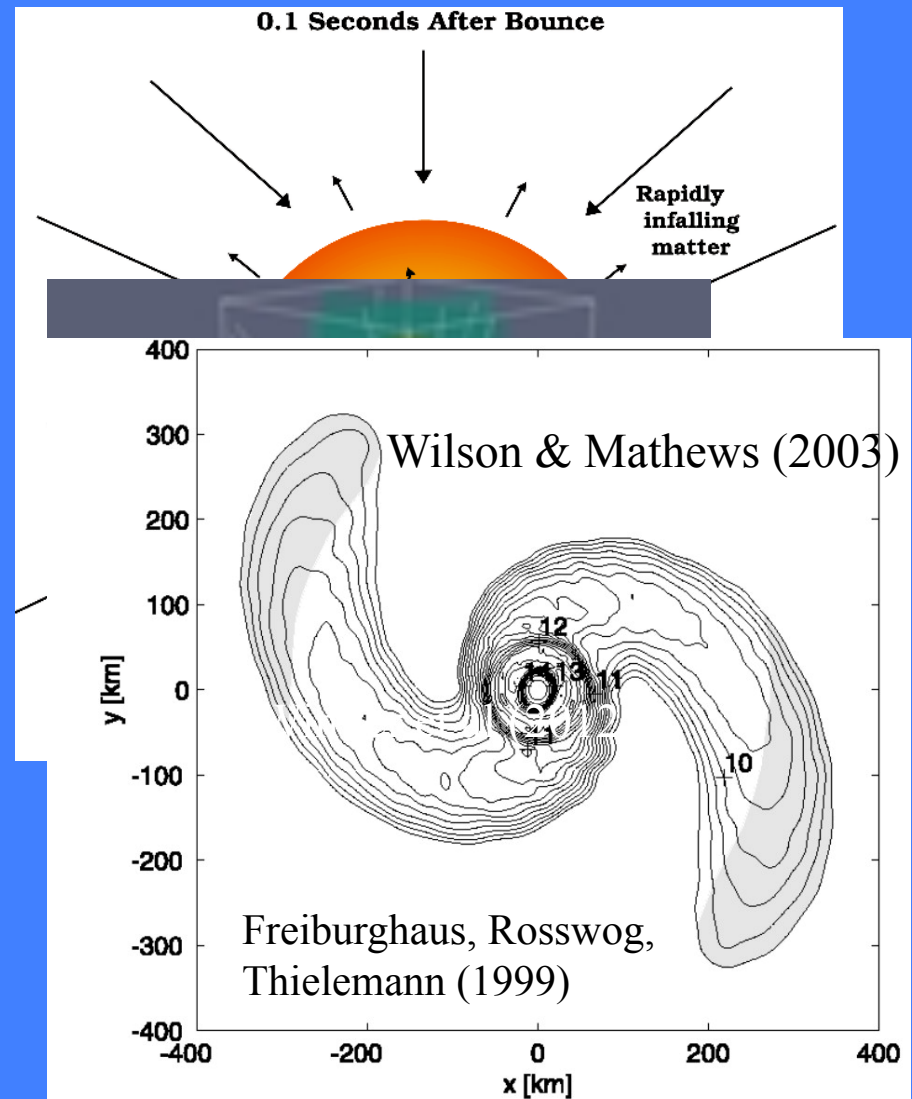 0.1 Seconds After Bounce
Rapidly
infalling
matter
400
300
200
100
0
-100
-200
-300
-400
y [km]
Wilson & Mathews (2003)
12
13
11
11
10
Freiburghaus, Rosswog,
Thielemann (1999)
-400
-200
0
200
400
x [km]